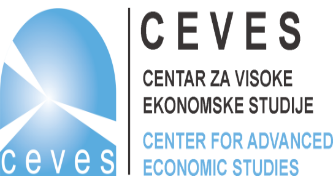 ceves
CEVES
CENTAR ZA VISOKE
EKONOMSKE STUDIJE
CENTER FOR ADVANCED
ECONOMIC STUDIES